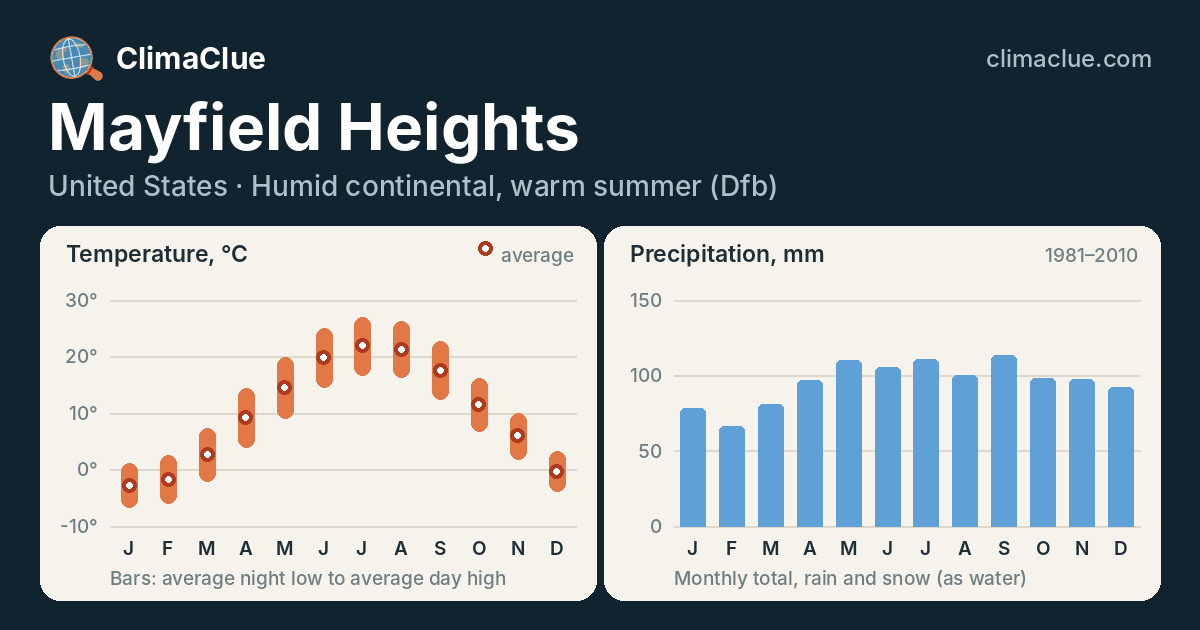 ClimaClue
climaclue.com
Mayfield Heights
United States · Humid continental, warm summer (Dfb)
Temperature, °C
average
30°
20°
10°
0°
-10°
J F M A M J J A S O N D
Bars: average night low to average day high
Precipitation, mm
1981–2010
150
100
50
0
J F M A M J J A S O N D
Monthly total, rain and snow (as water)